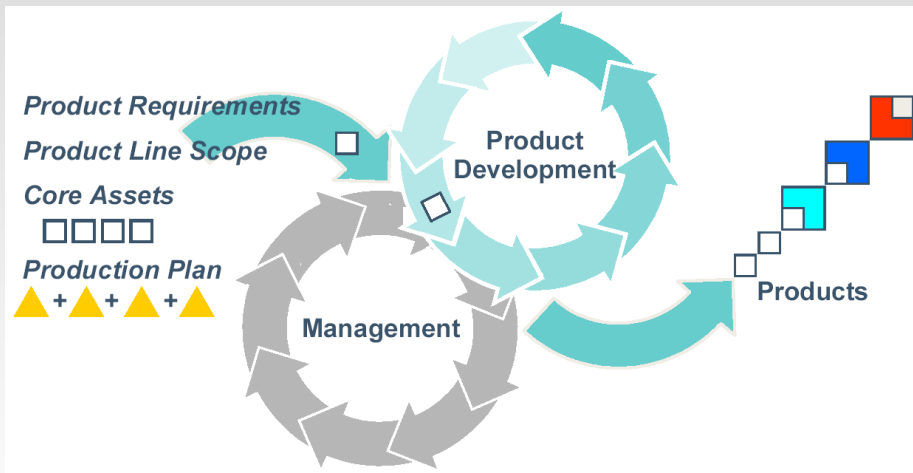 Product Requirements
Product Line Scope
Core Assets
Production Plan
+ + +
Product
Development
Management
Products